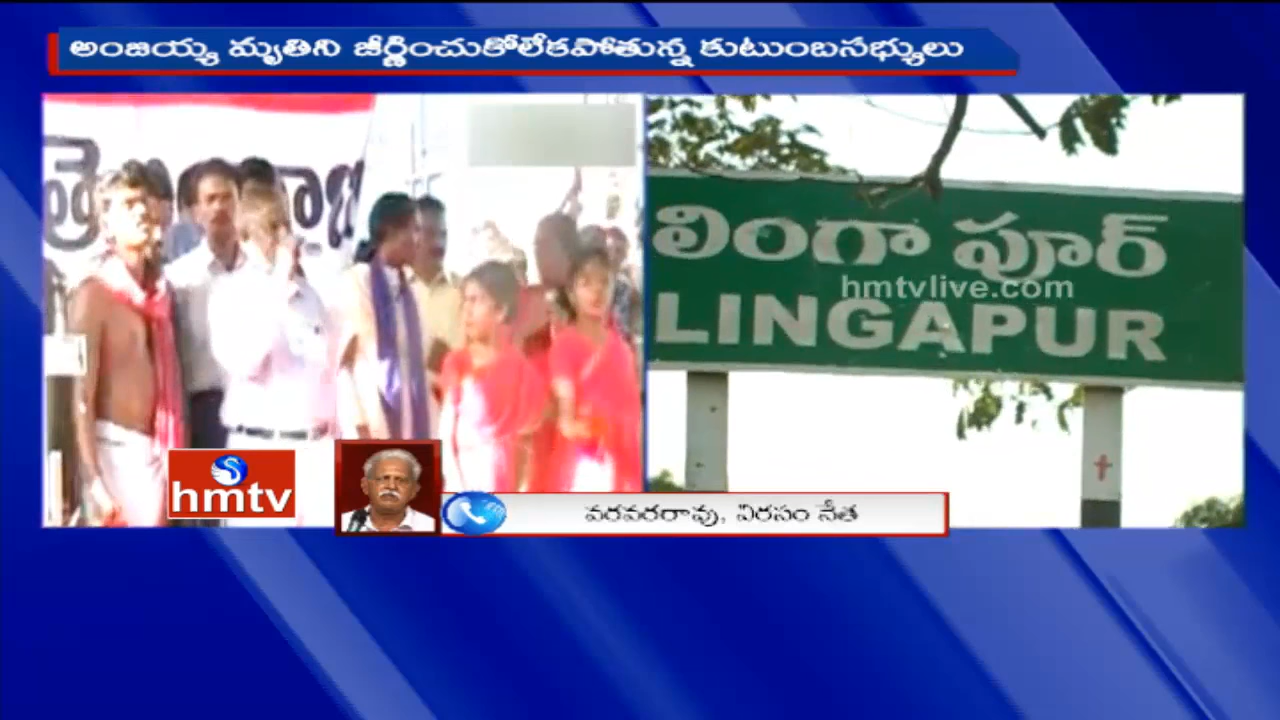 అంజయ్య మృతిని జీర్ణించుకోలేకపోతున్న కుటుంబసభ్యులు
లింగాపూర్
hmtvlive.com
LINGAPUR
hmtv
వరవరరావు, విరసం నేత